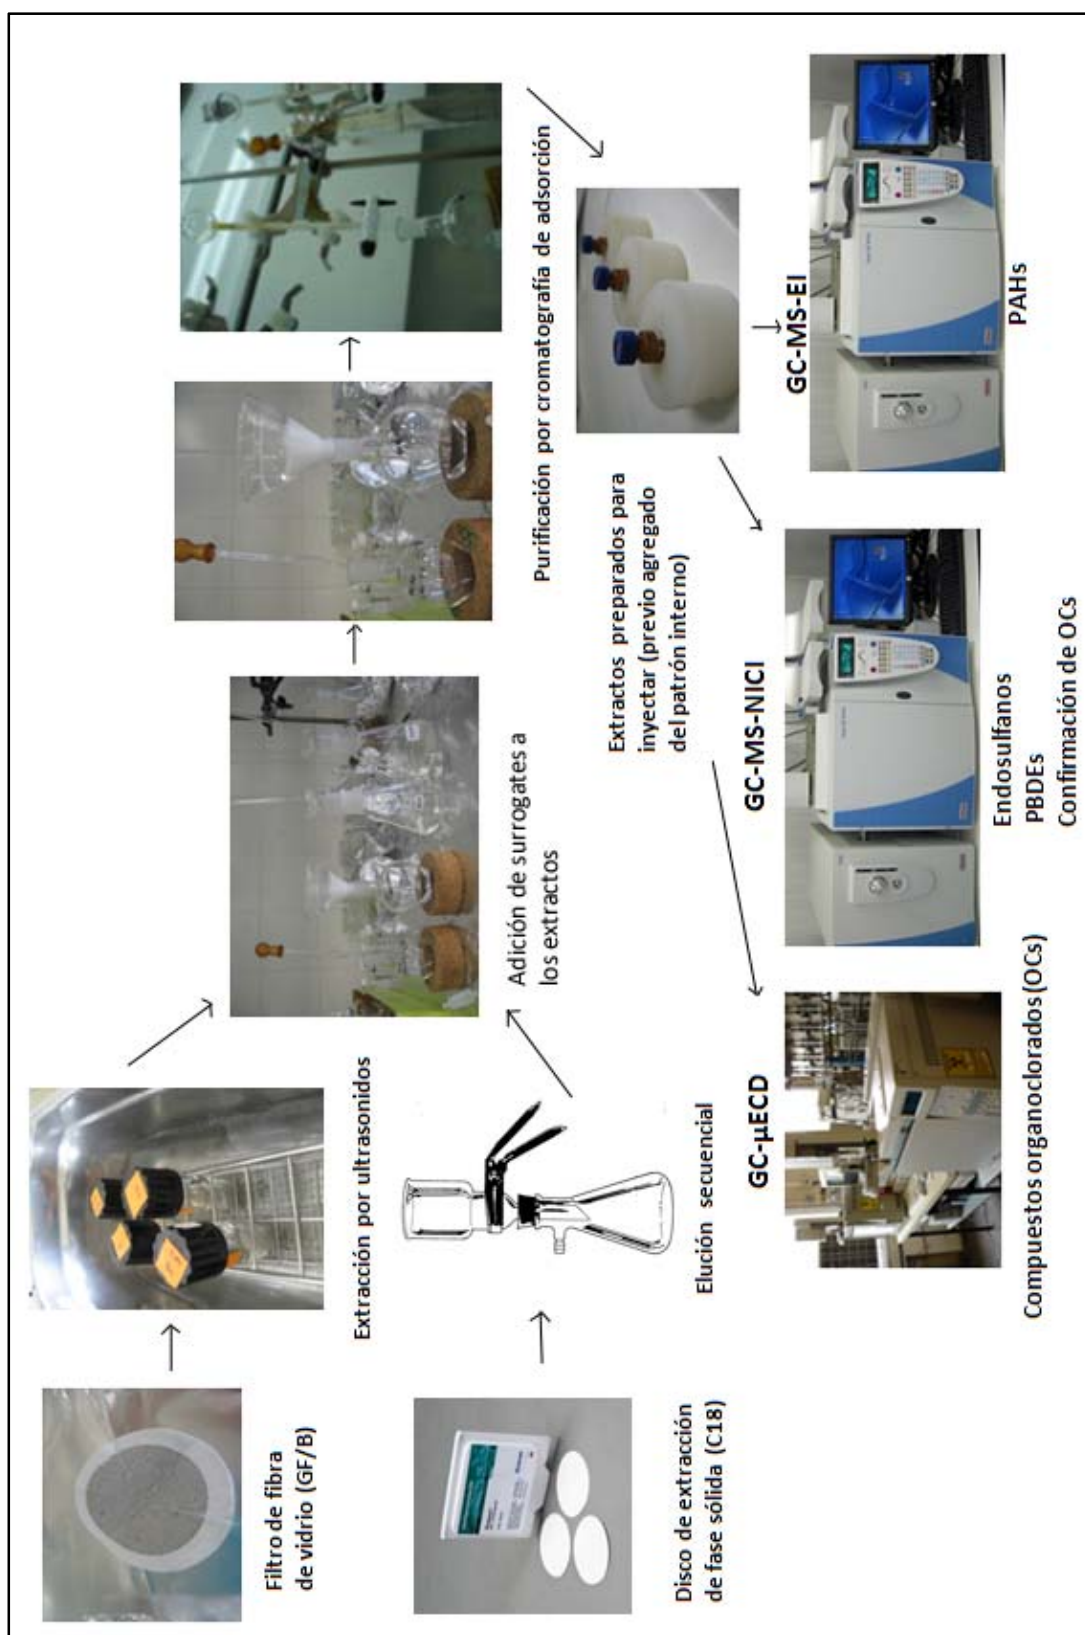 Filtro de fibra
de vidrio (GF/B)
Extracción por ultrasonidos
Disco de extracción
de fase sólida (C18)
Elución secuencial
Adición de surrogates a
los extractos
Purificación por cromatografía de adsorción
Extractos preparados para
inyectar (previo agregado
del patrón interno)
GC-µECD
Compuestos organoclorados(OCs)
GC-MS-NICI
Endosulfanos
PBDEs
Confirmación de OCs
GC-MS-EI
PAHs